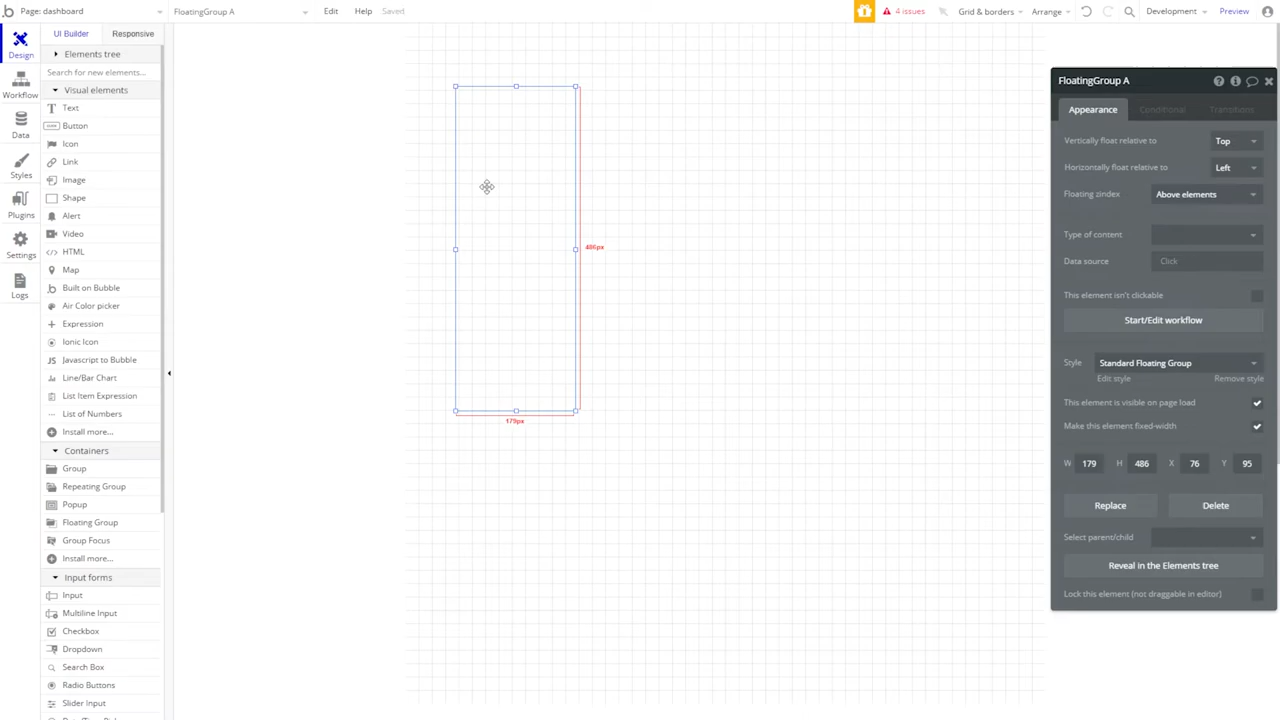 Page: dashboard
FloatingGroup A
Edit
Help
Saved
4 issues
Grid & borders
Arrange
Development
Preview
Design
Workflow
Data
Styles
Plugins
Settings
Logs
UI Builder
Responsive
Elements tree
Search for new elements...
Visual elements
Text
Button
Icon
Link
Image
Shape
Alert
Video
</> HTML
Map
Built on Bubble
Air Color picker
Expression
Ionic Icon
JS Javascript to Bubble
Line/Bar Chart
List Item Expression
List of Numbers
Install more...
Containers
Group
Repeating Group
Popup
Floating Group
Group Focus
Install more...
Input forms
Input
Multiline Input
Checkbox
Dropdown
Search Box
Radio Buttons
Slider Input
486px
179px
FloatingGroup A
Appearance
Conditional
Transitions
Vertically float relative to
Top
Horizontally float relative to
Left
Floating zindex
Above elements
Type of content
Data source
Click
This element isn't clickable
Start/Edit workflow
Style
Standard Floating Group
Edit style
Remove style
This element is visible on page load
Make this element fixed-width
W 179 H 486 X 76 Y 95
Replace
Delete
Select parent/child
Reveal in the Elements tree
Lock this element (not draggable in editor)